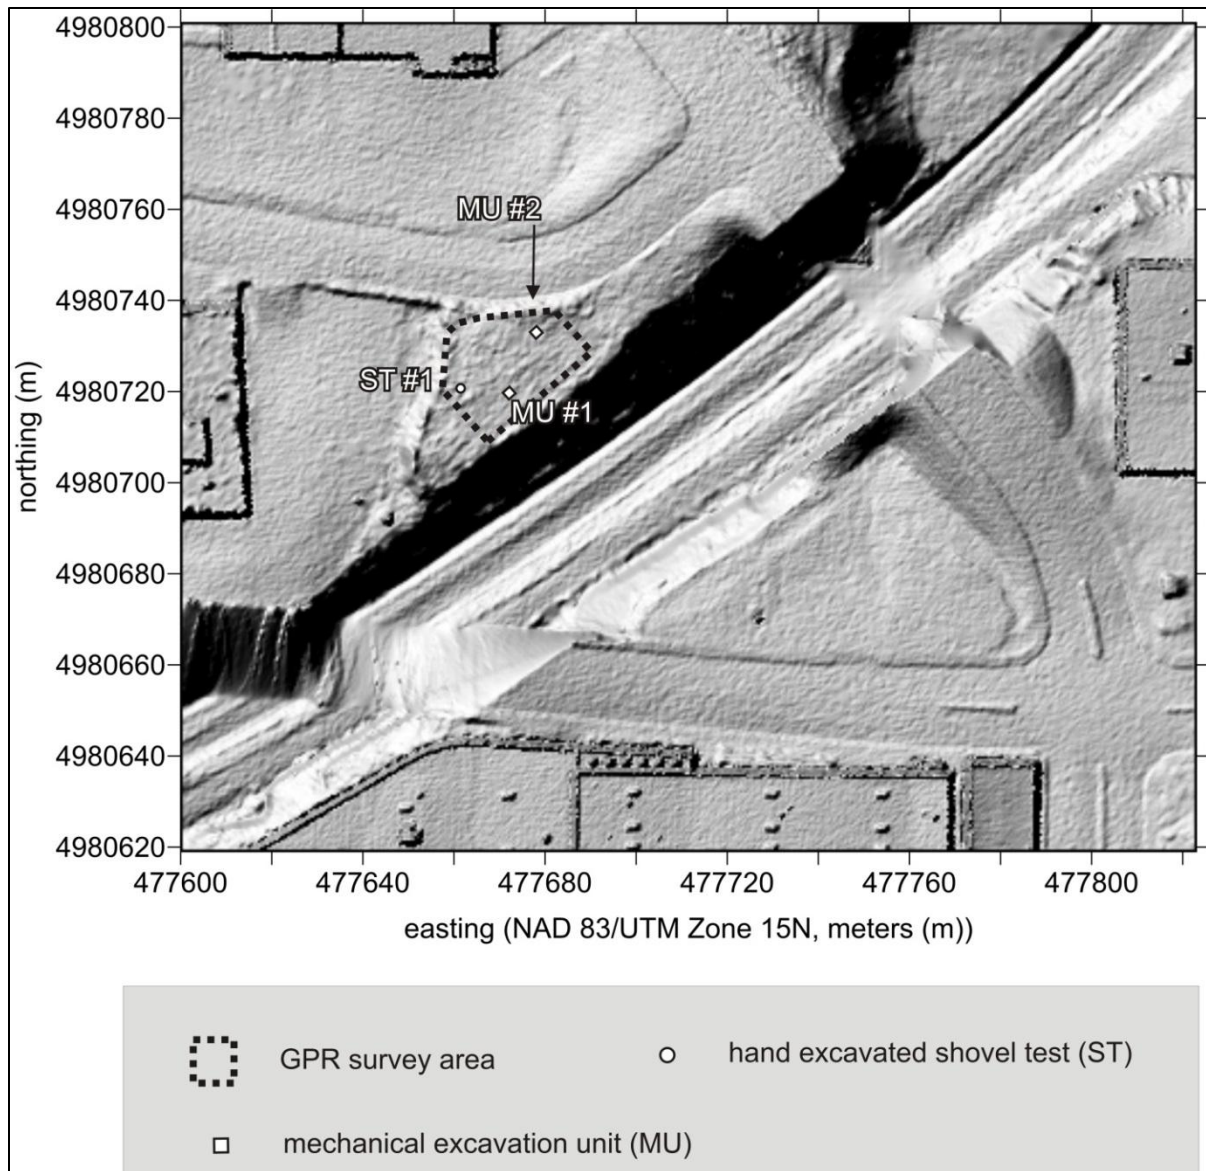 4980800
4980780
4980760
4980740
4980720
4980700
4980680
4980660
4980640
4980620
northing (m)
MU #2
ST #1
MU #1
477600 477640 477680 477720 477760 477800
easting (NAD 83/UTM Zone 15N, meters (m))
GPR survey area
hand excavated shovel test (ST)
mechanical excavation unit (MU)